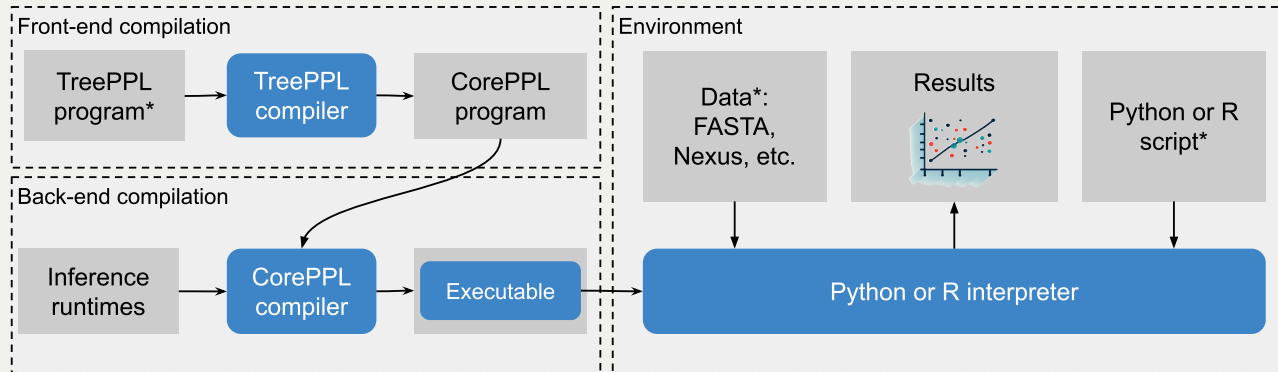 Front-end compilation
TreePPL
program*
TreePPL
compiler
CorePPL
program
Back-end compilation
Inference
runtimes
CorePPL
compiler
Executable
Environment
Data*:
FASTA,
Nexus, etc.
Results
Python or R
script*
Python or R interpreter